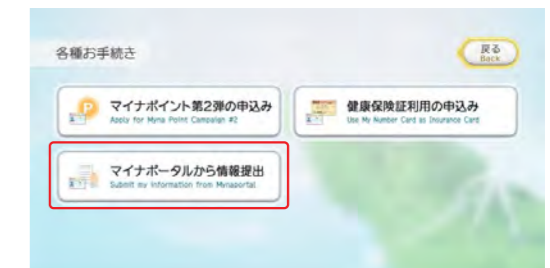 各種お手続き
戻る
Back
マイナポイント第2弾の申込み
Apply for Myna Point Campaign #2
健康保険証利用の申込み
Use My Number Card as Insurance Card
マイナポータルから情報提出
Submit my information from Mynaportal